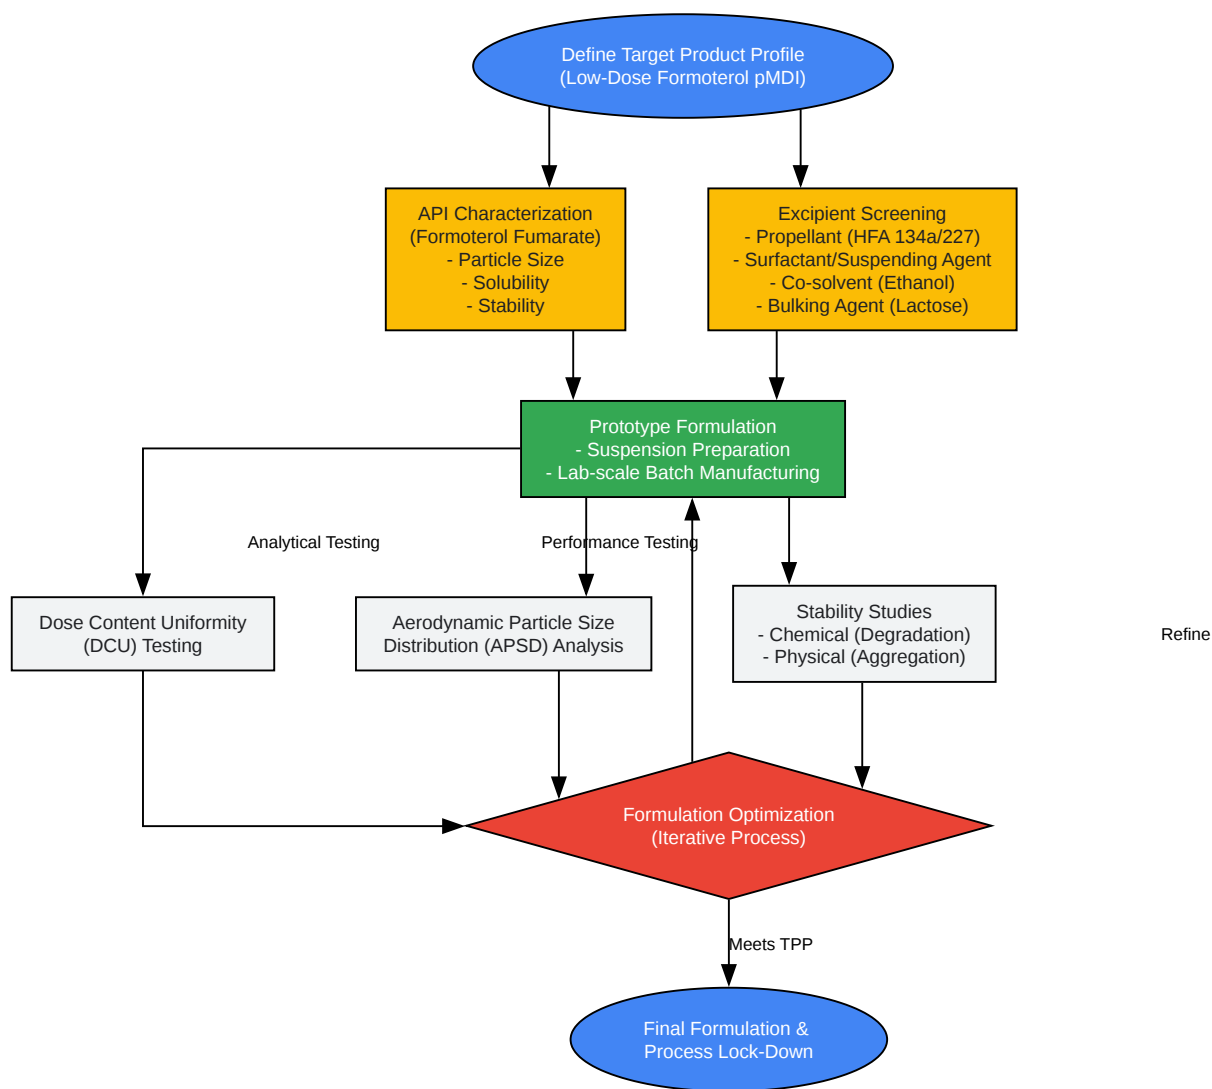 Define Target Product Profile
(Low-Dose Formoterol pMDI)
API Characterization
(Formoterol Fumarate)
- Particle Size
- Solubility
- Stability
Excipient Screening
- Propellant (HFA 134a/227)
- Surfactant/Suspending Agent
- Co-solvent (Ethanol)
- Bulking Agent (Lactose)
Prototype Formulation
- Suspension Preparation
- Lab-scale Batch Manufacturing
Analytical Testing
Performance Testing
Dose Content Uniformity
(DCU) Testing
Aerodynamic Particle Size
Distribution (APSD) Analysis
Stability Studies
- Chemical (Degradation)
- Physical (Aggregation)
Refine
Formulation Optimization
(Iterative Process)
Meets TPP
Final Formulation &
Process Lock-Down